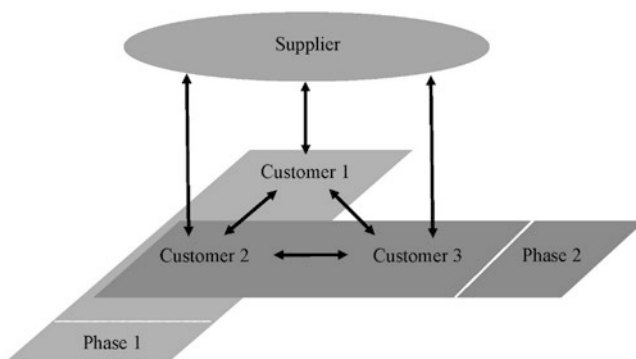 Supplier
Customer 1
Customer 2
Customer 3
Phase 2
Phase 1